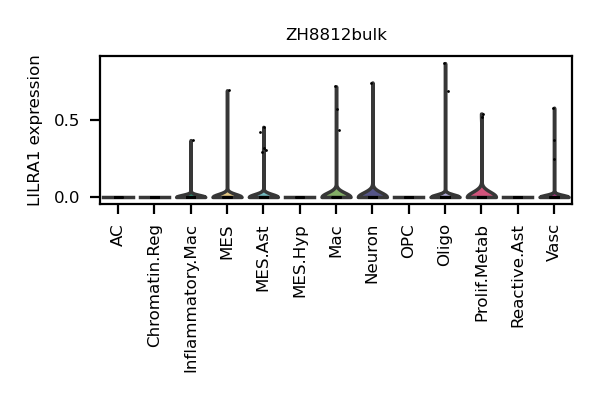 ZH8812bulk
LILRA1 expression
0.5
0.0
AC
Chromatin.Reg
Inflammatory.Mac
MES
MES.Ast
MES.Hyp
Mac
Neuron
OPC
Oligo
Prolif.Metab
Reactive.Ast
Vasc